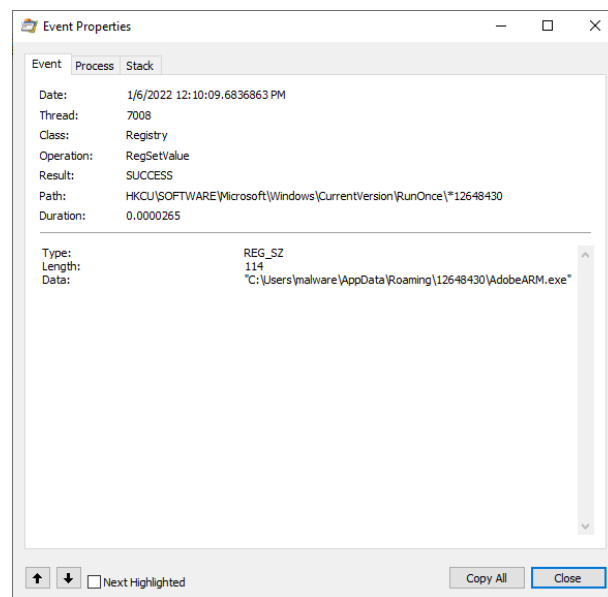 Event Properties
Event Process Stack
Date: 1/6/2022 12:10:09.6836863 PM
Thread: 7008
Class: Registry
Operation: RegSetValue
Result: SUCCESS
Path: HKCU\SOFTWARE\Microsoft\Windows\CurrentVersion\RunOnce\*12648430
Duration: 0.0000265
Type: REG_SZ
Length: 114
Data: "C:\Users\malware\AppData\Roaming\12648430\AdobeARM.exe"
Next Highlighted Copy All Close